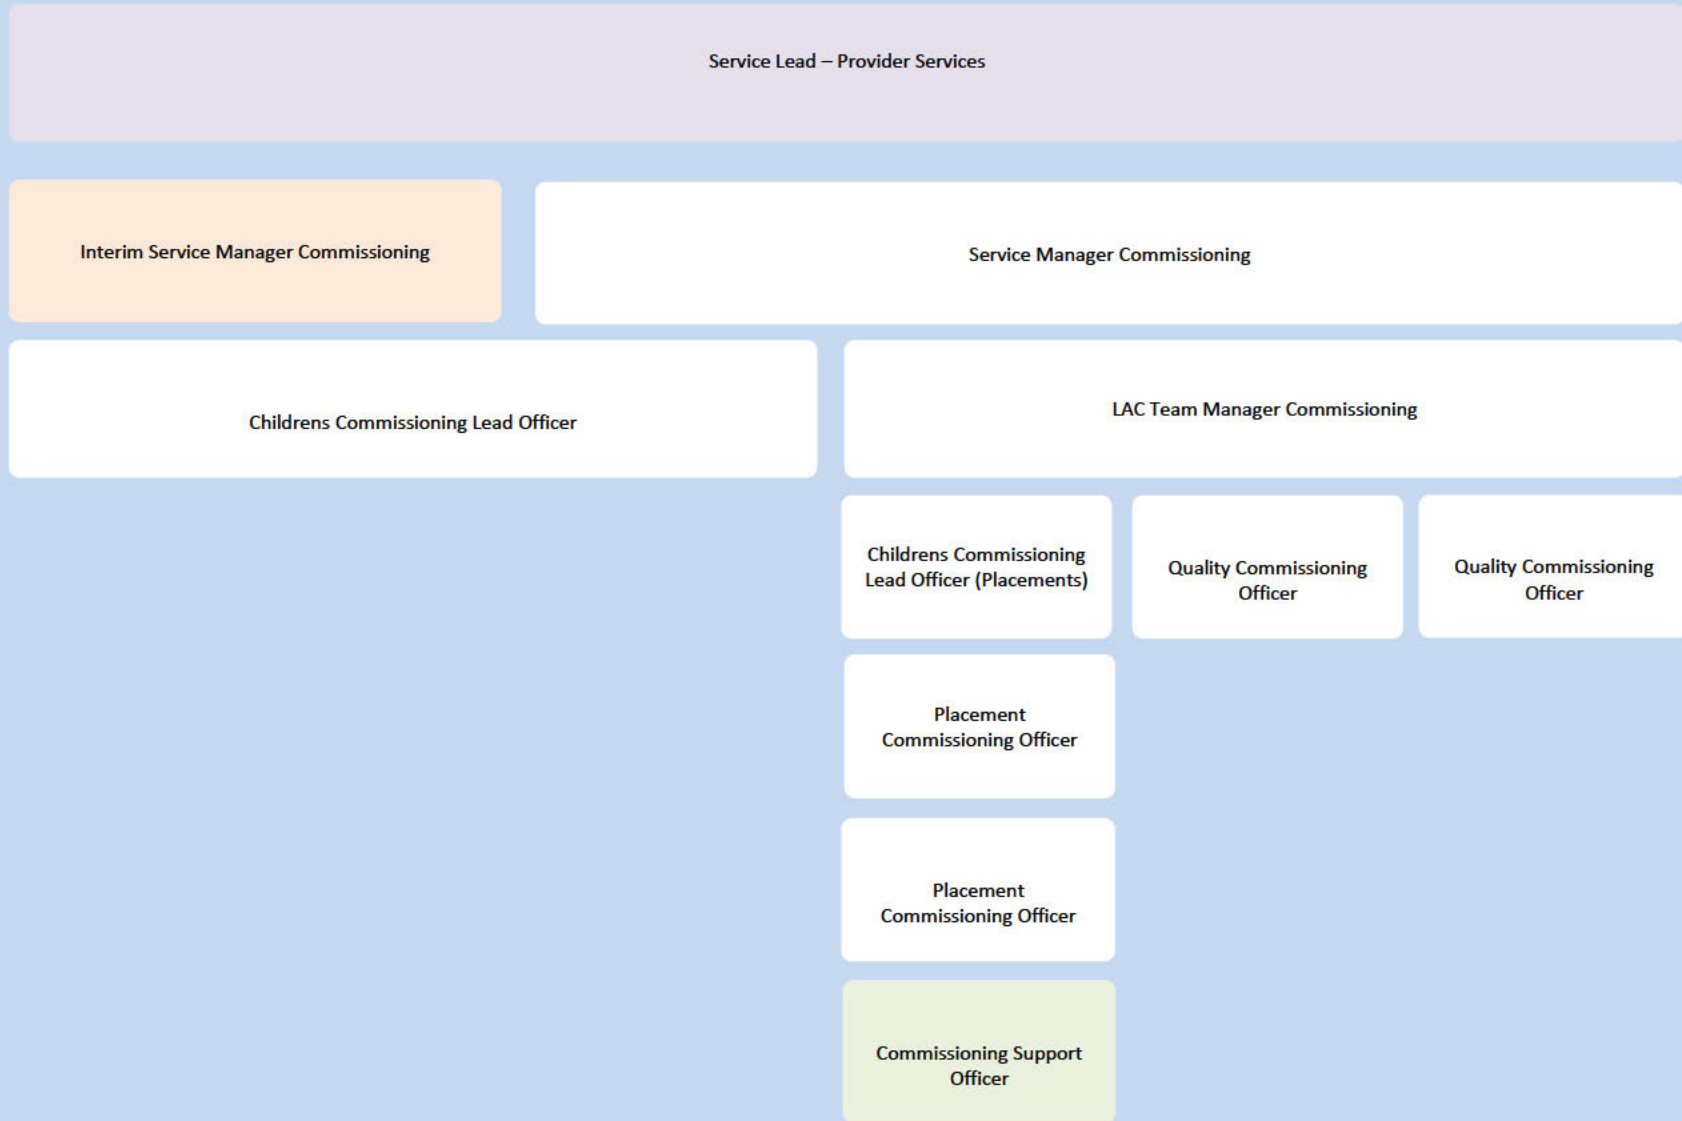 Service Lead – Provider Services
Interim Service Manager Commissioning
Service Manager Commissioning
Childrens Commissioning Lead Officer
LAC Team Manager Commissioning
Childrens Commissioning
Lead Officer (Placements)
Quality Commissioning
Officer
Quality Commissioning
Officer
Placement
Commissioning Officer
Placement
Commissioning Officer
Commissioning Support
Officer